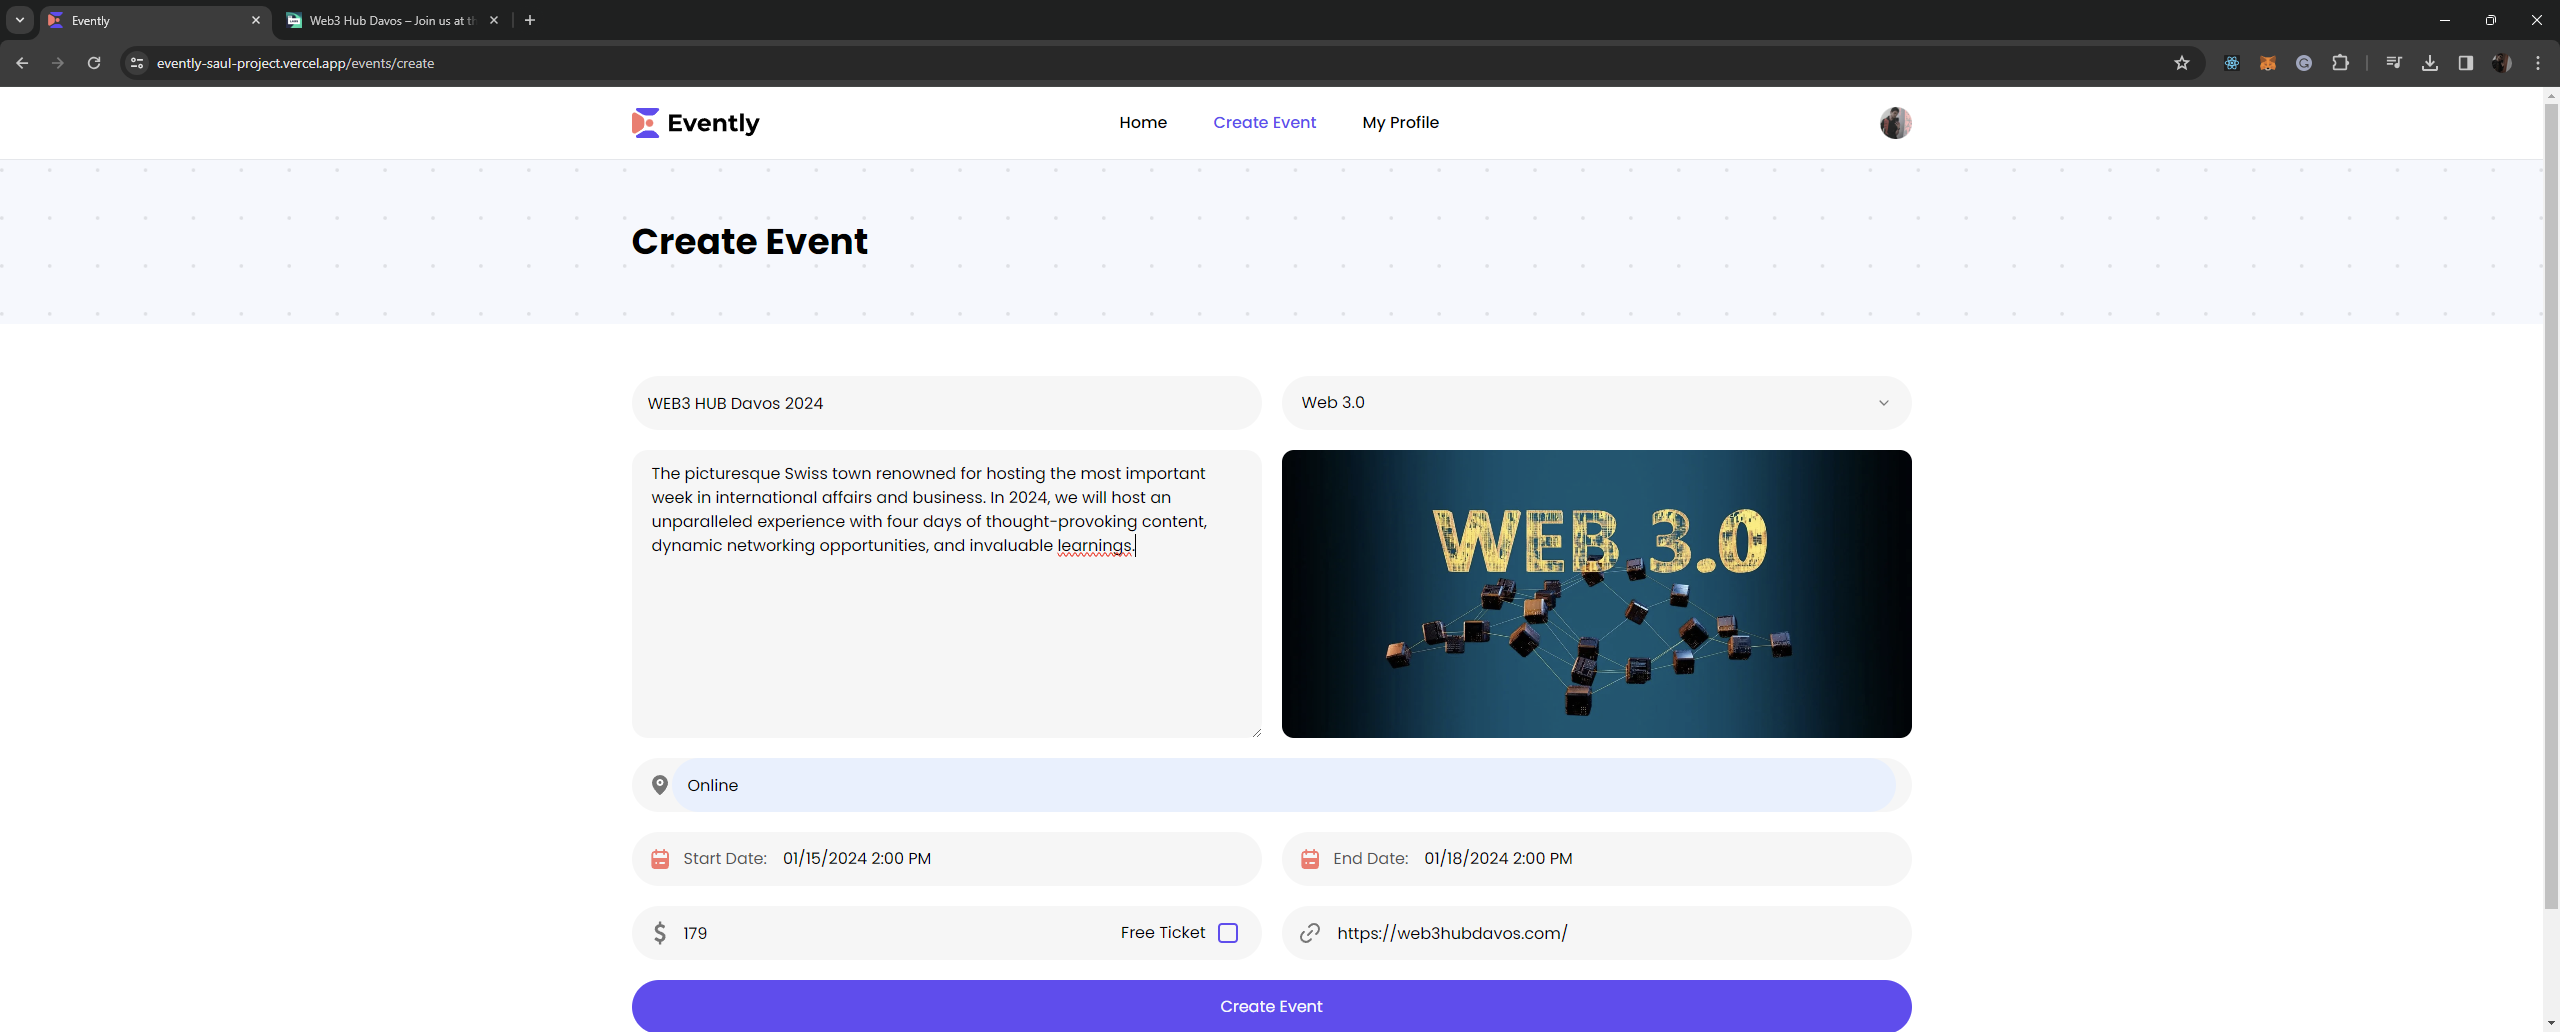 Evently
Web3 Hub Davos – Join us at th
evently-saul-project.vercel.app/events/create
Evently
Home
Create Event
My Profile
Create Event
WEB3 HUB Davos 2024
Web 3.0
The picturesque Swiss town renowned for hosting the most important
week in international affairs and business. In 2024, we will host an
unparalleled experience with four days of thought-provoking content,
dynamic networking opportunities, and invaluable learnings.
WEB 3.0
Online
Start Date: 01/15/2024 2:00 PM
End Date: 01/18/2024 2:00 PM
$ 179
Free Ticket
https://web3hubdavos.com/
Create Event